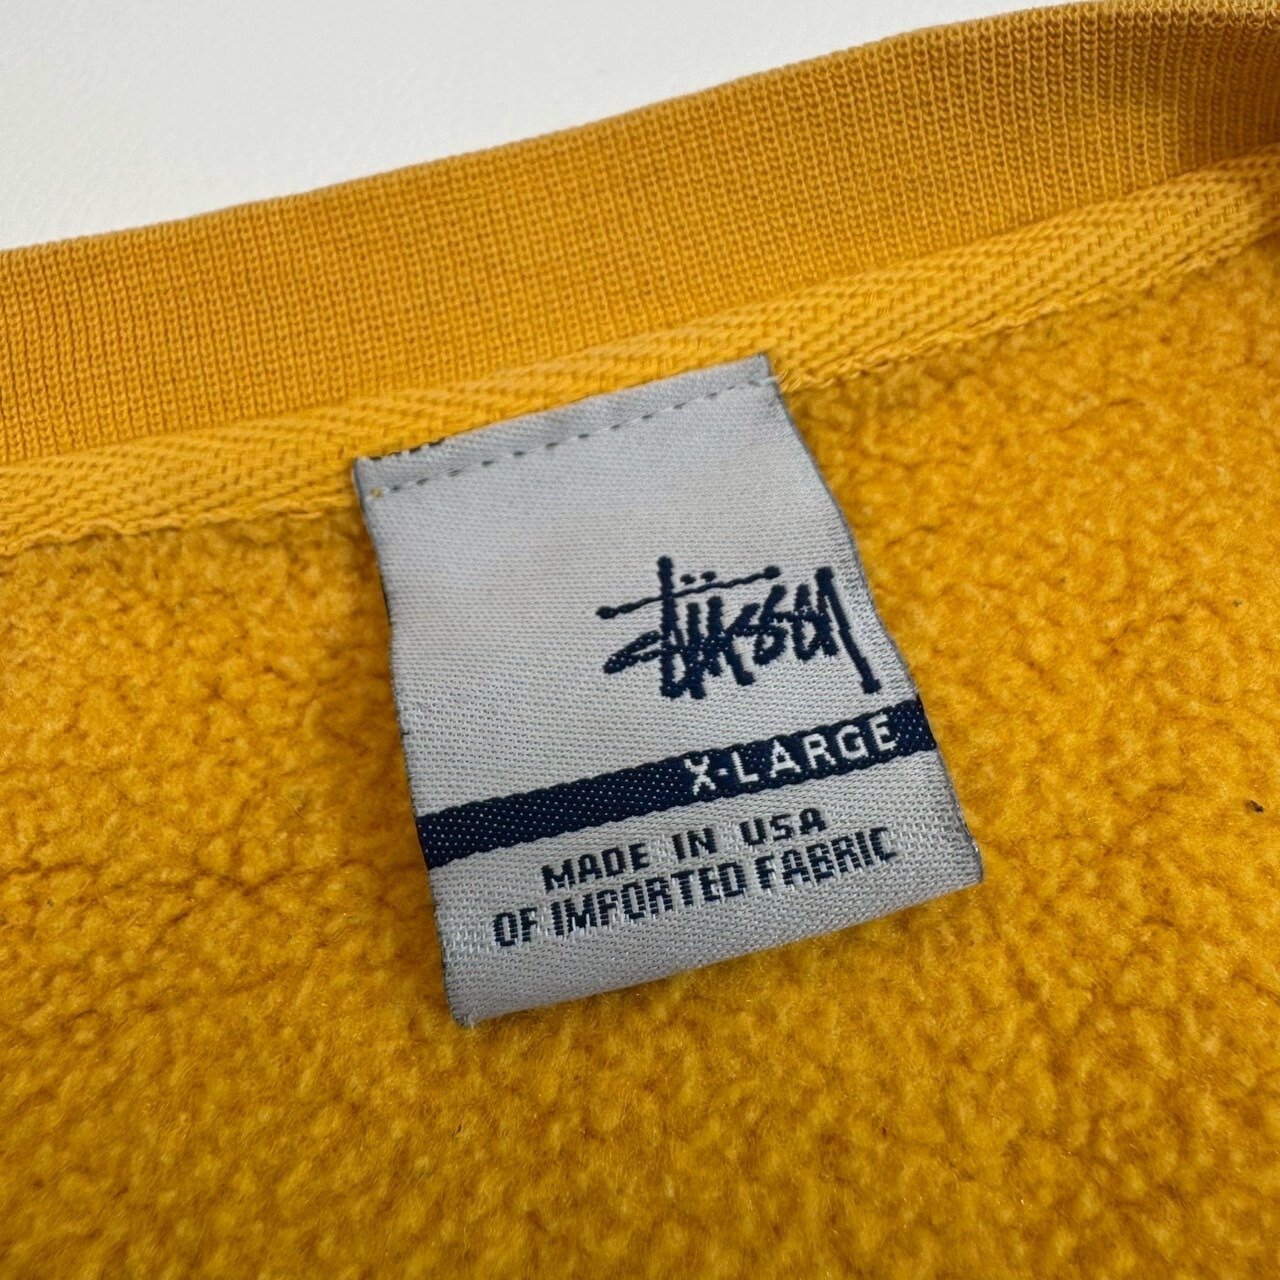 Stüssy
X-LARGE
MADE IN USA
OF IMPORTED FABRIC